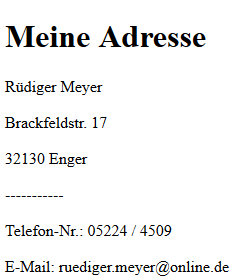 Meine Adresse
Rüdiger Meyer
Brackfeldstr. 17
32130 Enger
-----------
Telefon-Nr.: 05224 / 4509
E-Mail: ruediger.meyer@online.de